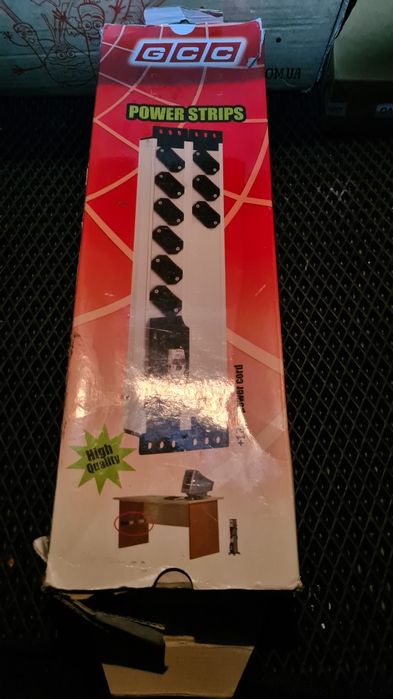 GCC
.COM.UA
POWER STRIPS
power cord
High
Quality